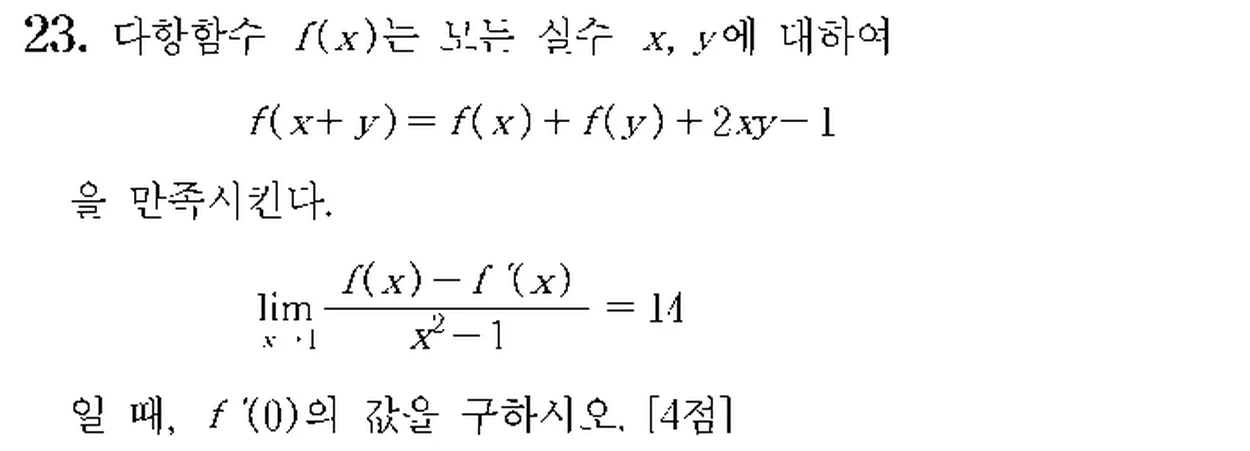 23. 다항함수 f(x)는 모든 실수 x, y에 대하여
f(x+y)=f(x)+f(y)+2xy-1
을 만족시킨다.
lim_{x→1} (f(x)-f'(x))/(x²-1) = 14
일 때, f'(0)의 값을 구하시오. [4점]